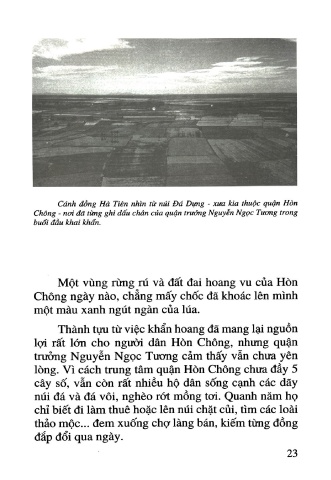 Cánh đồng Hà Tiên nhìn từ núi Đá Dựng - xưa kia thuộc quận Hòn
Chông - nơi đã từng ghi dấu chân của quận trưởng Nguyễn Ngọc Tương trong
buổi đầu khai khẩn.
Một vùng rừng rú và đất đai hoang vu của Hòn
Chông ngày nào, chẳng mấy chốc đã khoác lên mình
một màu xanh ngút ngàn của lúa.
Thành tựu từ việc khẩn hoang đã mang lại nguồn
lợi rất lớn cho người dân Hòn Chông, nhưng quận
trưởng Nguyễn Ngọc Tương cảm thấy vẫn chưa yên
lòng. Vì cách trung tâm quận Hòn Chông chưa đầy 5
cây số, vẫn còn rất nhiều hộ dân sống cạnh các dãy
núi đá và đá vôi, nghèo rớt mồng tơi. Quanh năm họ
chỉ biết đi làm thuê hoặc lên núi chặt củi, tìm các loài
thảo mộc... đem xuống chợ làng bán, kiếm từng đồng
đắp đổi qua ngày.
23